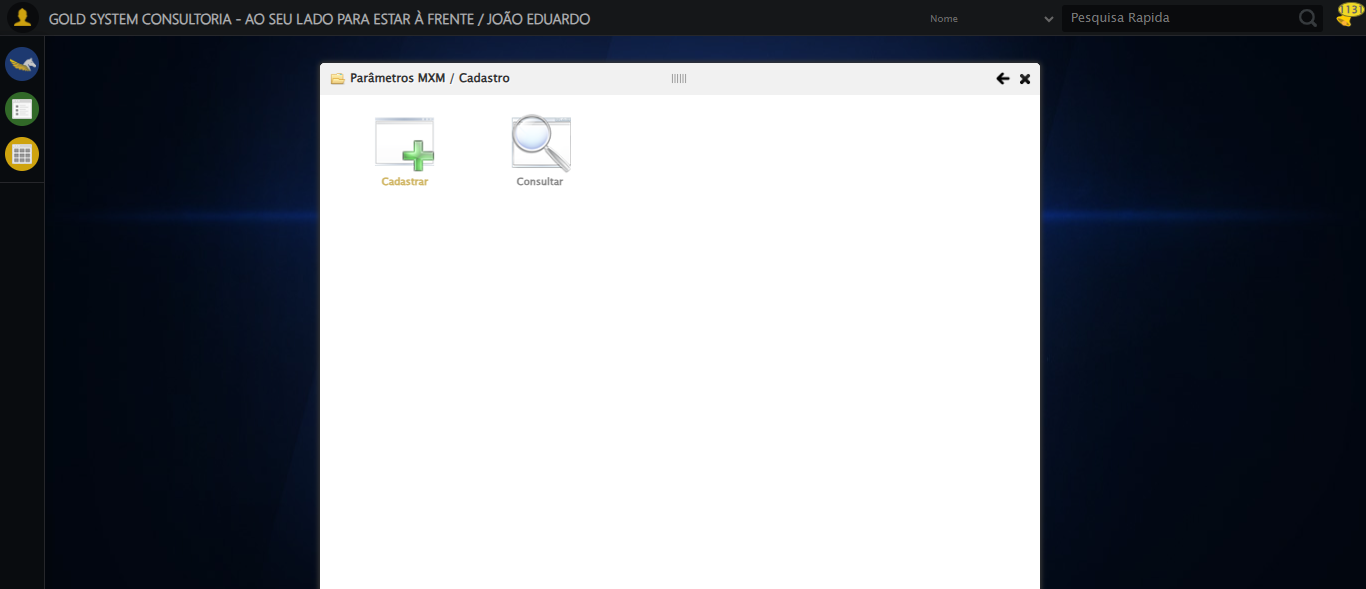 GOLD SYSTEM CONSULTORIA - AO SEU LADO PARA ESTAR À FRENTE / JOÃO EDUARDO
Nome
Pesquisa Rapida
113
Parâmetros MXM / Cadastro
Cadastrar
Consultar